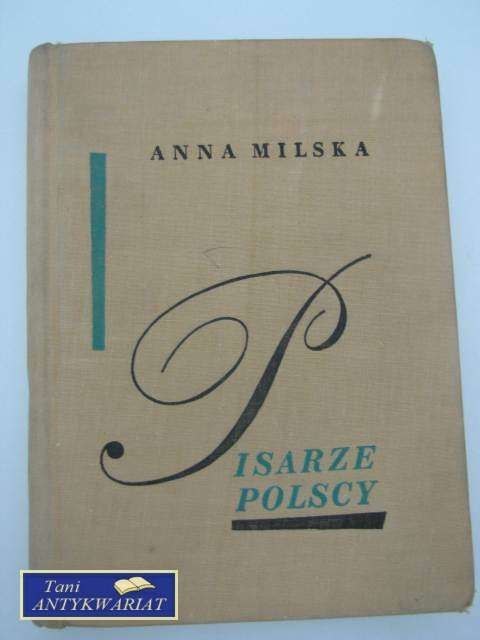 ANNA MILSKA
PISARZE
POLSCY
Tani
ANTYKWARIAT